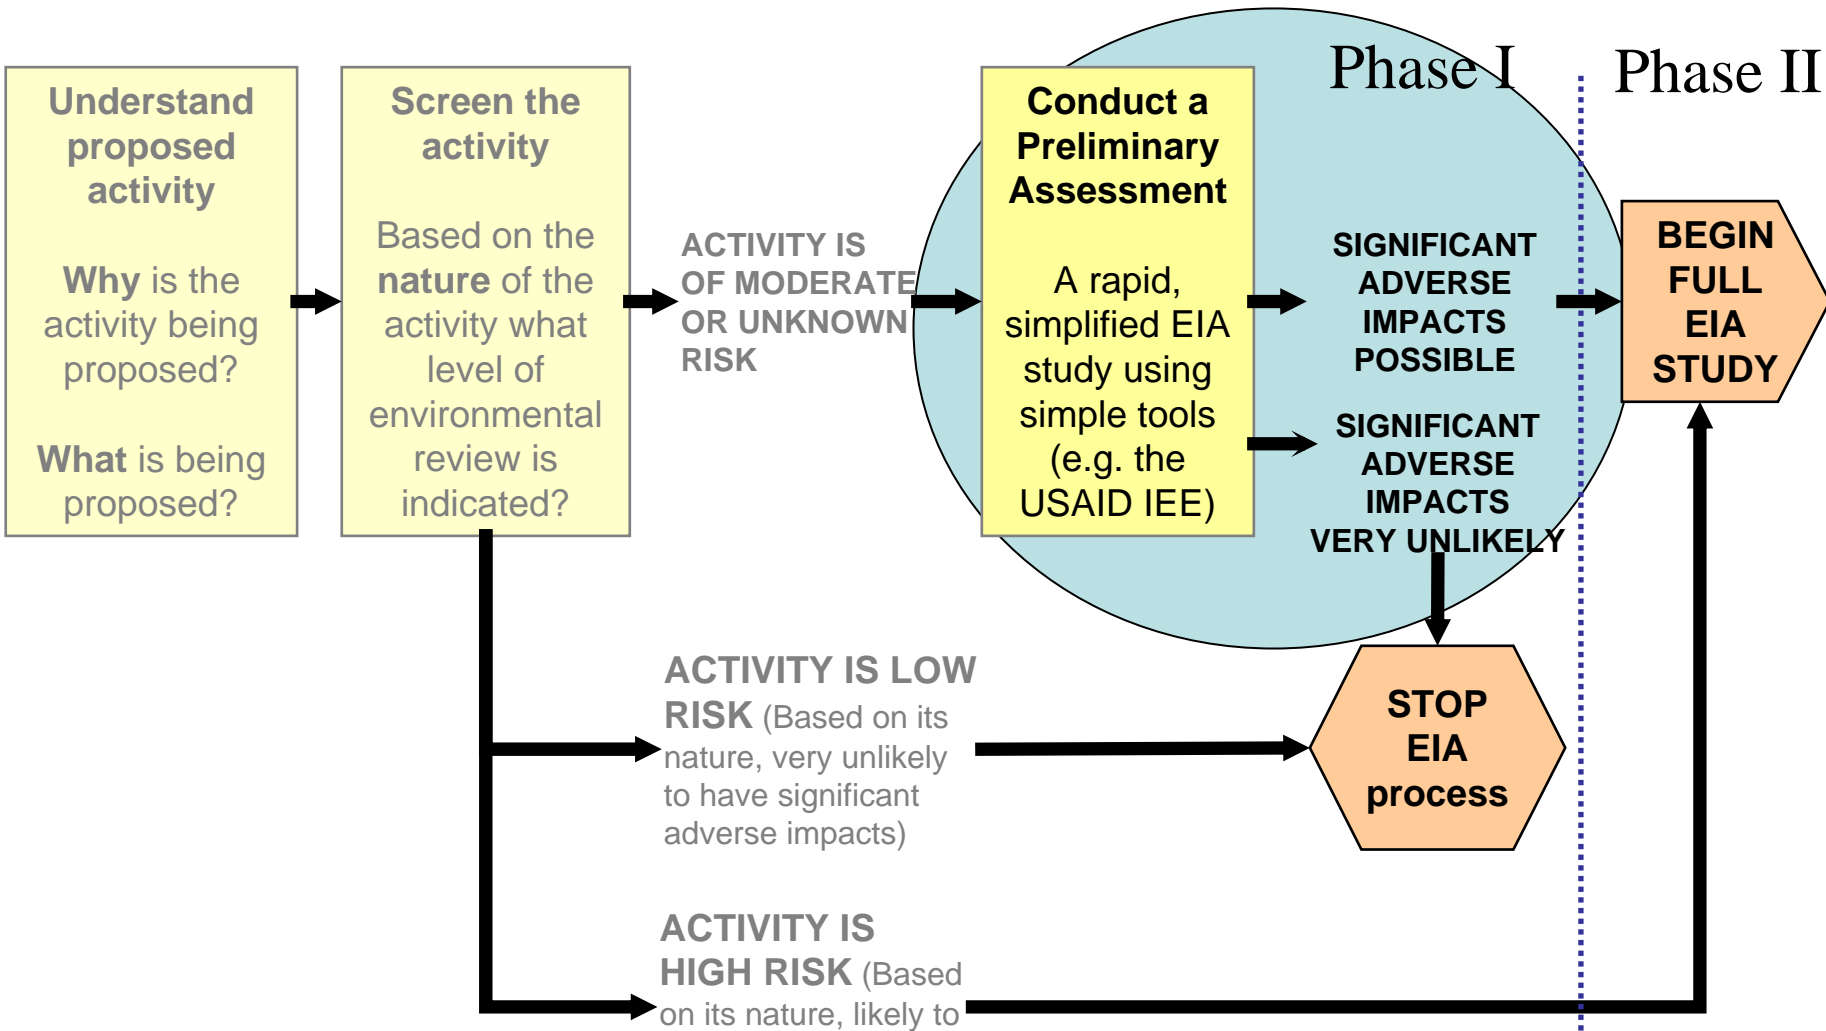 Phase I
Phase II
Understand
proposed
activity
Why is the
activity being
proposed?
What is being
proposed?
Screen the
activity
Based on the
nature of the
activity what
level of
environmental
review is
indicated?
ACTIVITY IS
OF MODERATE
OR UNKNOWN
RISK
Conduct a
Preliminary
Assessment
A rapid,
simplified EIA
study using
simple tools
(e.g. the
USAID IEE)
SIGNIFICANT
ADVERSE
IMPACTS
POSSIBLE
SIGNIFICANT
ADVERSE
IMPACTS
VERY UNLIKELY
BEGIN
FULL
EIA
STUDY
ACTIVITY IS LOW
RISK (Based on its
nature, very unlikely
to have significant
adverse impacts)
STOP
EIA
process
ACTIVITY IS
HIGH RISK (Based
on its nature, likely to